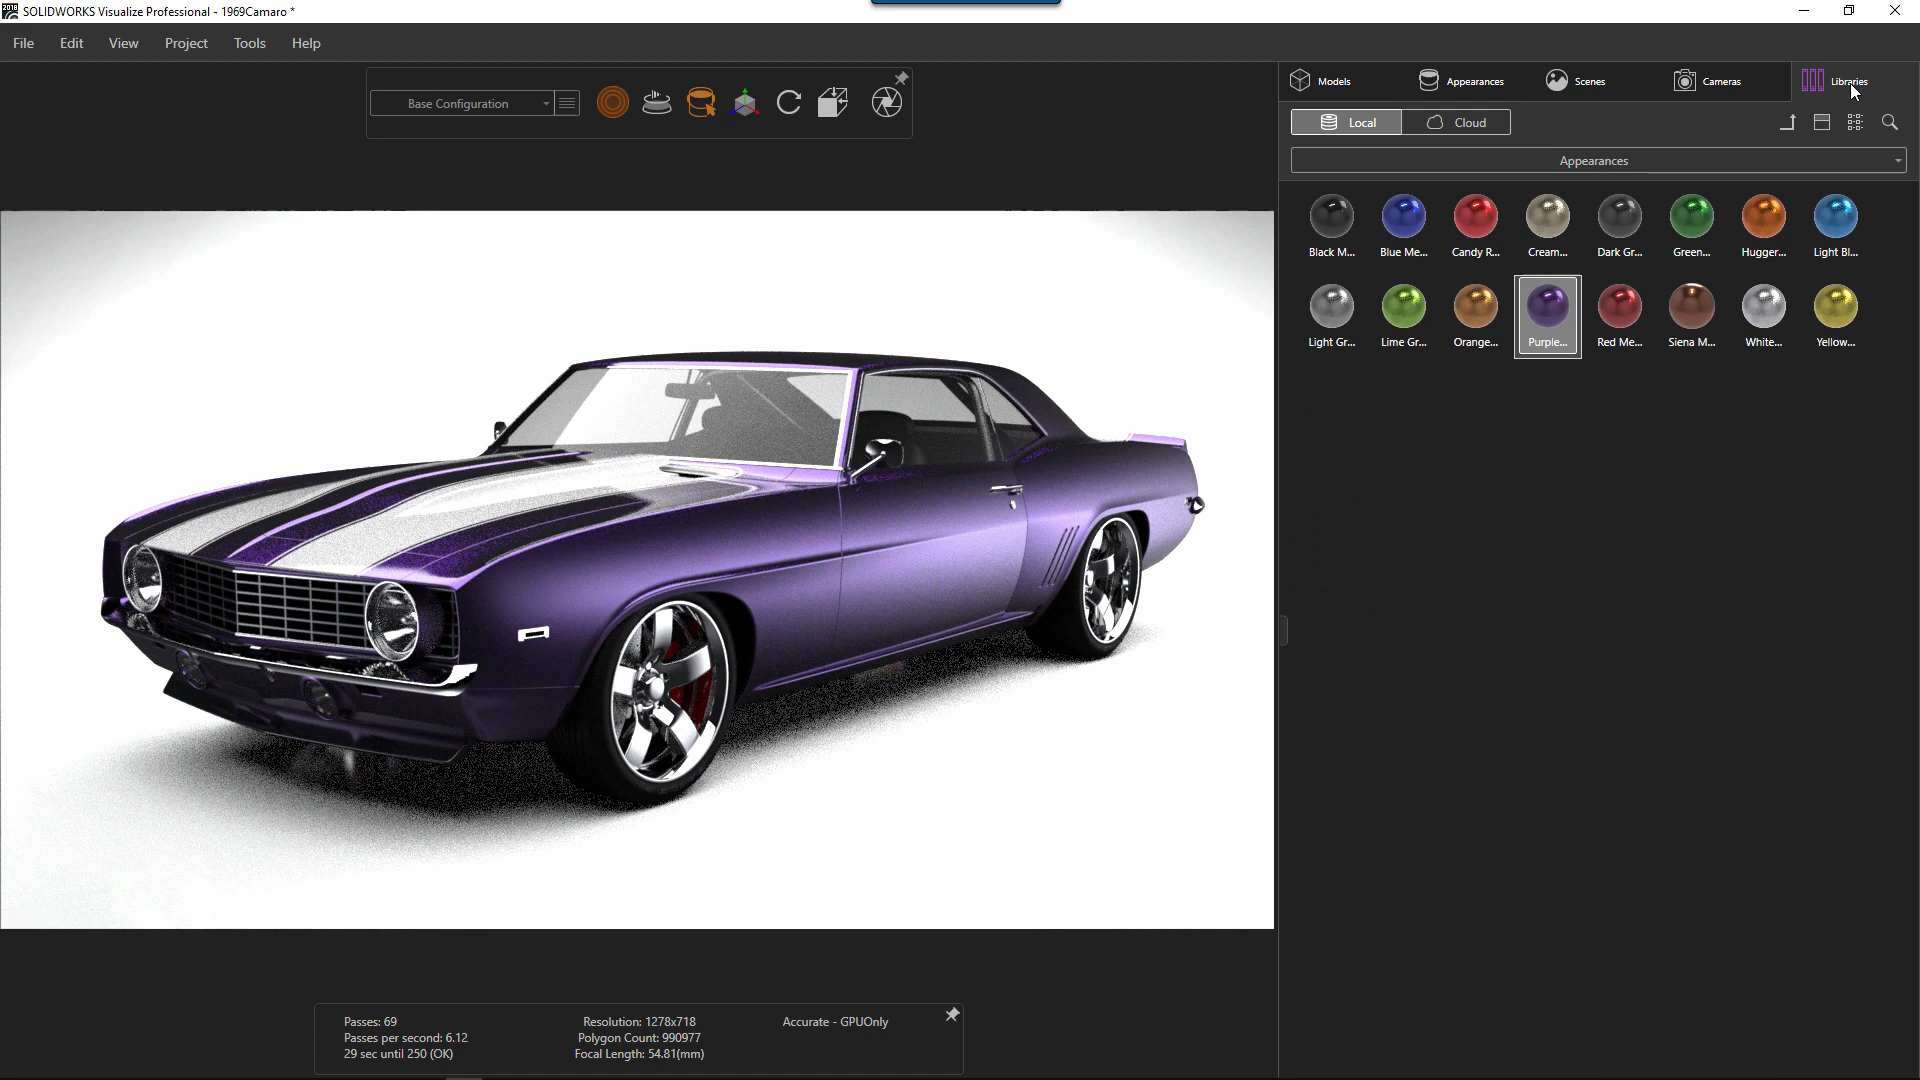 2018
SOLIDWORKS Visualize Professional - 1969Camaro *
File Edit View Project Tools Help
Base Configuration
Models Appearances Scenes Cameras Libraries
Local Cloud
Appearances
Black M... Blue Me... Candy R... Cream... Dark Gr... Green... Hugger... Light Bl...
Light Gr... Lime Gr... Orange... Purple... Red Me... Siena M... White... Yellow...
Passes: 69 Resolution: 1278x718 Accurate - GPUOnly
Passes per second: 6.12 Polygon Count: 990977
29 sec until 250 (OK) Focal Length: 54.81(mm)